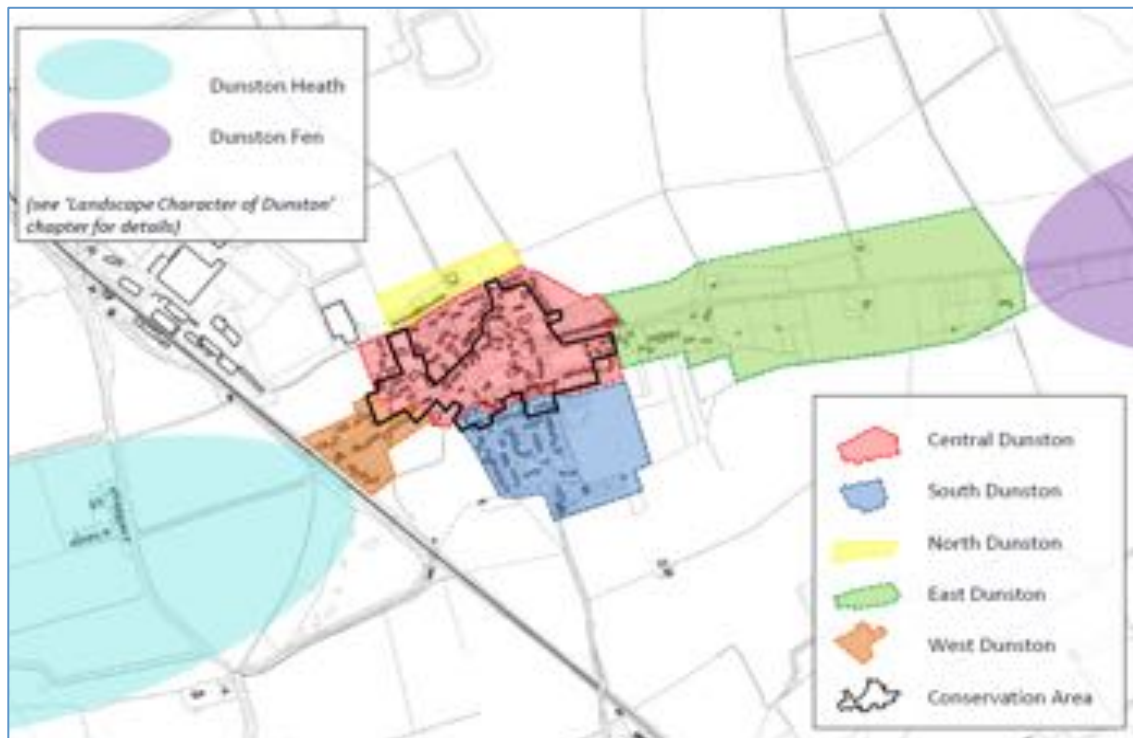 Dunston Heath
Dunston Fen
(see 'Landscape Character of Dunston'
chapter for details)
Central Dunston
South Dunston
North Dunston
East Dunston
West Dunston
Conservation Area